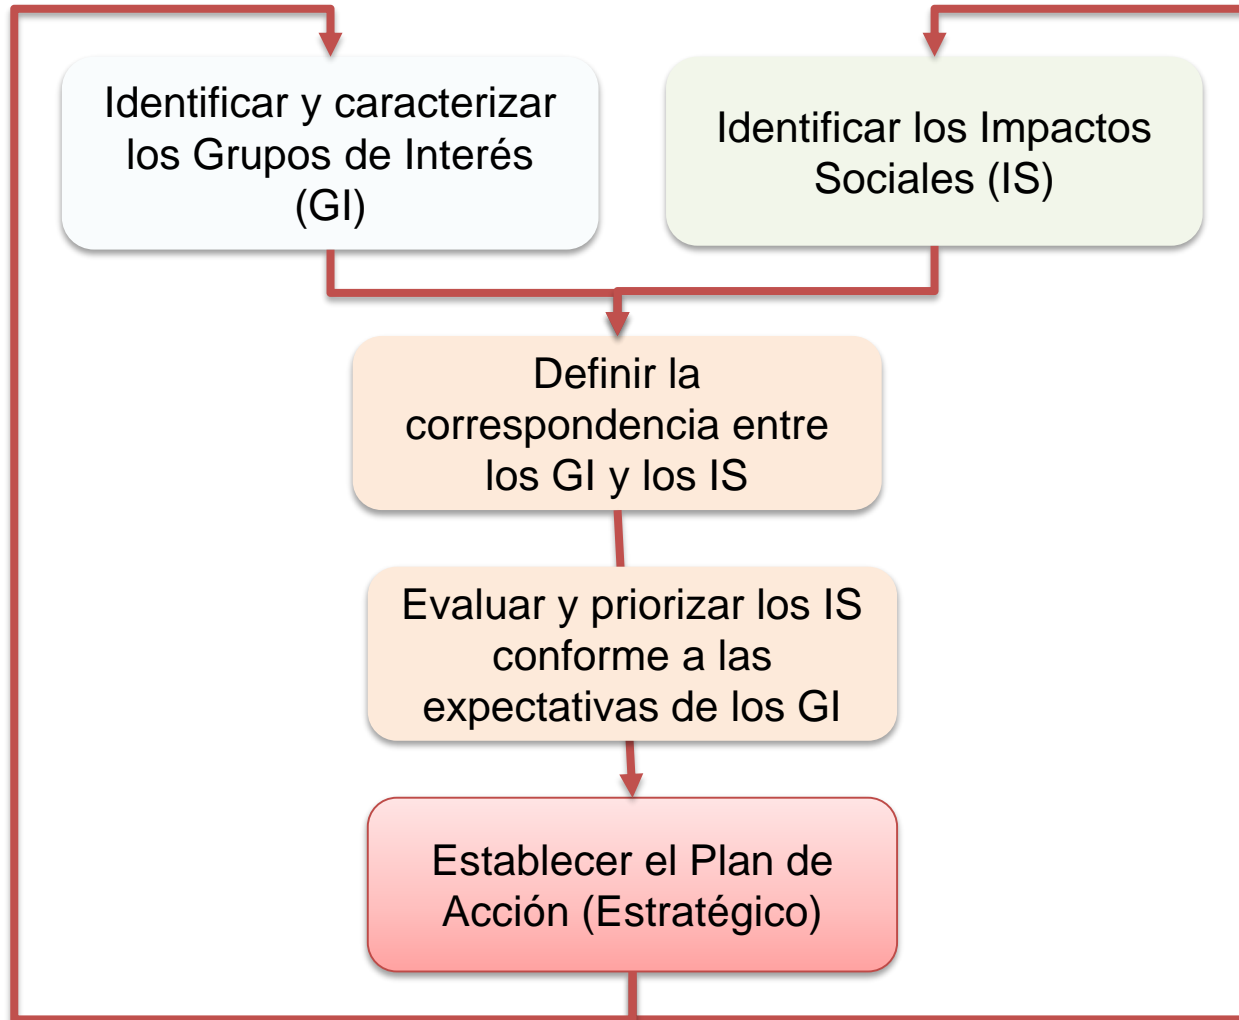 Identificar y caracterizar
los Grupos de Interés
(GI)
Identificar los Impactos
Sociales (IS)
Definir la
correspondencia entre
los GI y los IS
Evaluar y priorizar los IS
conforme a las
expectativas de los GI
Establecer el Plan de
Acción (Estratégico)